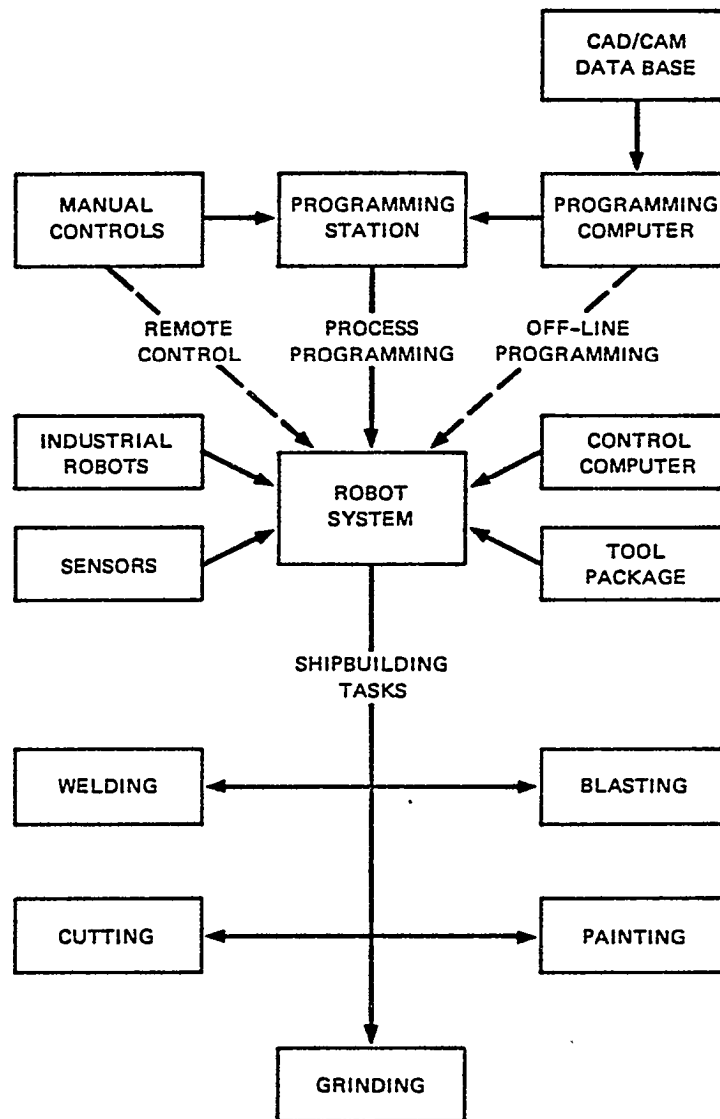 CAD/CAM
DATA BASE
MANUAL
CONTROLS
PROGRAMMING
STATION
PROGRAMMING
COMPUTER
REMOTE
CONTROL
PROCESS
PROGRAMMING
OFF-LINE
PROGRAMMING
INDUSTRIAL
ROBOTS
ROBOT
SYSTEM
CONTROL
COMPUTER
SENSORS
TOOL
PACKAGE
SHIPBUILDING
TASKS
WELDING
BLASTING
CUTTING
PAINTING
GRINDING